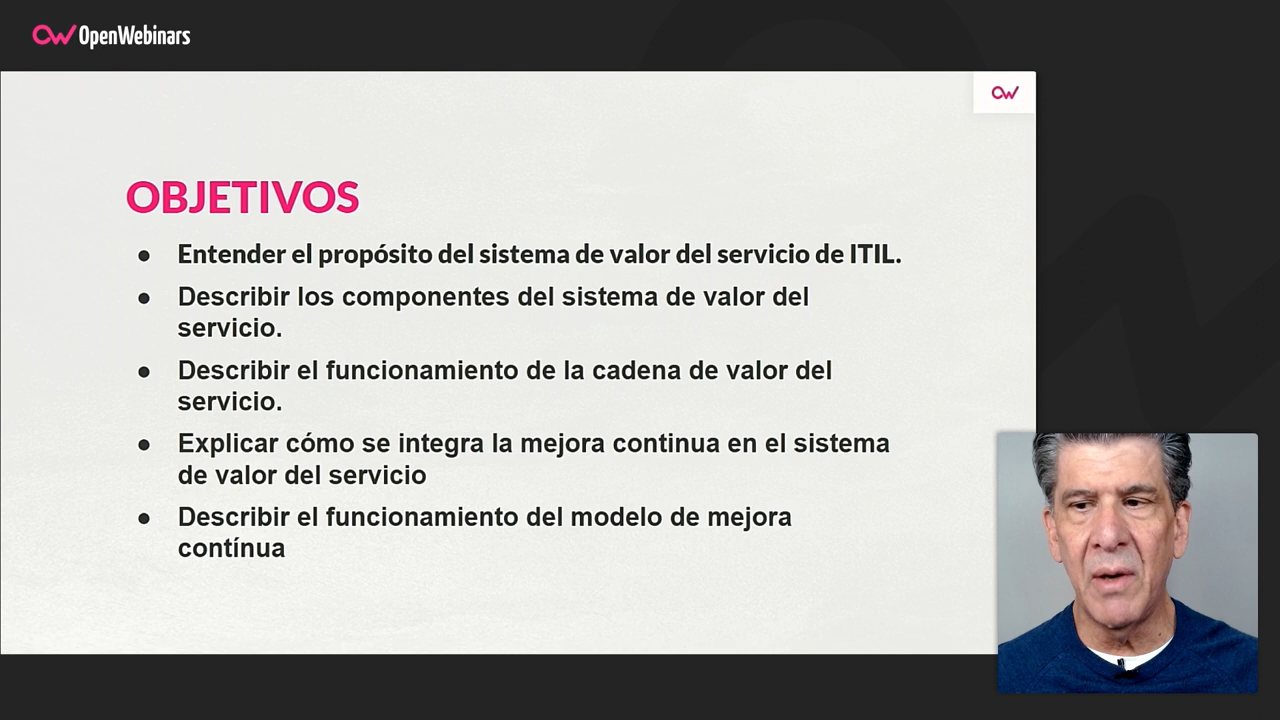 OpenWebinars
OBJETIVOS
● Entender el propósito del sistema de valor del servicio de ITIL.
● Describir los componentes del sistema de valor del
servicio.
● Describir el funcionamiento de la cadena de valor del
servicio.
● Explicar cómo se integra la mejora continua en el sistema
de valor del servicio
● Describir el funcionamiento del modelo de mejora
contínua